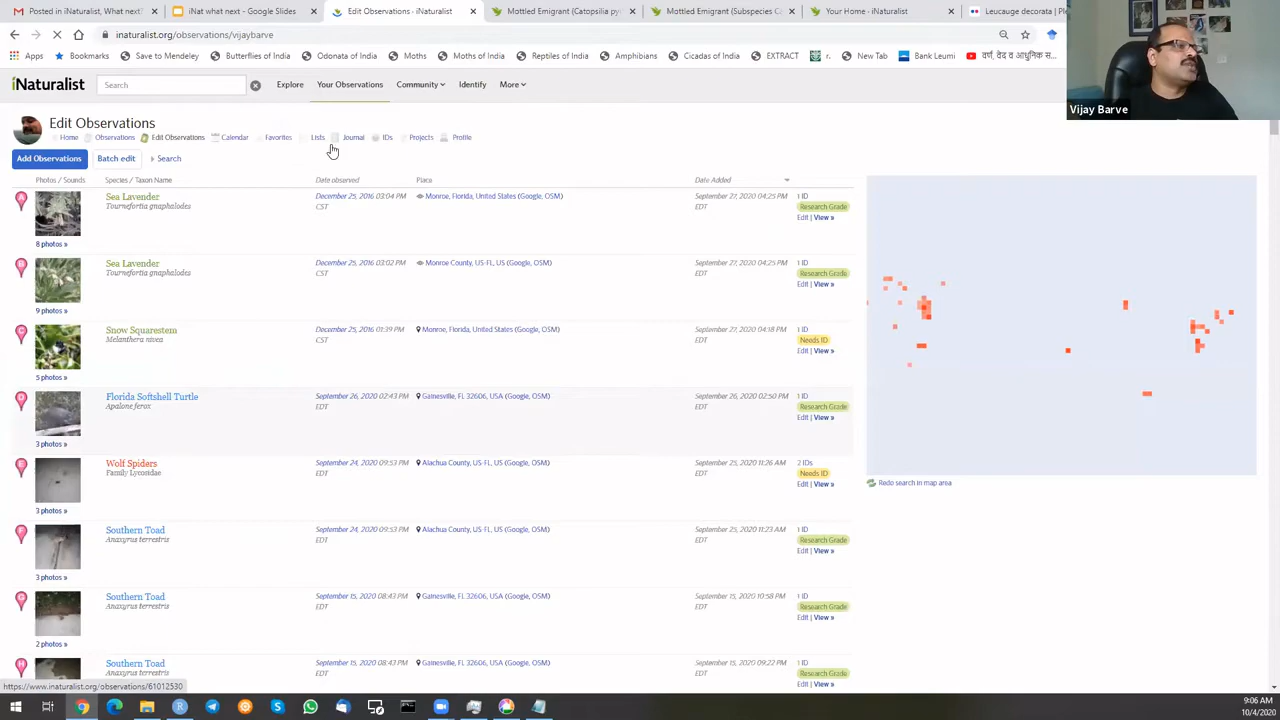 Posted in iNaturalist, What next
iNat what next - Google Slides
Edit Observations · iNaturalist
Mottled Emigrant (Catopsilia py
Mottled Emigrant (Subspecies C
Your Home · iNaturalist
Leucauge decorata | Pl
inaturalist.org/observations/vijaybarve
Apps
Bookmarks
Save to Mendeley
Butterflies of India
Odonata of India
Moths
Moths
Reptiles of India
Amphibians
Cicadas of India
EXTRACT
r.
New Tab
Bank Leumi
वर्ण, वेद व आधुनिक स...
Vijay Barve
iNaturalist
Search
Explore
Your Observations
Community
Identify
More
Edit Observations
Home
Observations
Edit Observations
Calendar
Favorites
Lists
Journal
IDs
Projects
Profile
Add Observations
Batch edit
Search
Photos / Sounds
Species / Taxon Name
Date observed
Place
Date Added
A
Sea Lavender
Tournefortia gnaphalodes
December 25, 2016 03:04 PM
CST
Monroe, Florida, United States (Google, OSM)
September 27, 2020 04:25 PM
EDT
1 ID
Research Grade
Edit | View »
8 photos »
B
Sea Lavender
Tournefortia gnaphalodes
December 25, 2016 03:02 PM
CST
Monroe County, US-FL, US (Google, OSM)
September 27, 2020 04:25 PM
EDT
1 ID
Research Grade
Edit | View »
9 photos »
C
Snow Squarestem
Melanthera nivea
December 25, 2016 01:39 PM
CST
Monroe, Florida, United States (Google, OSM)
September 27, 2020 04:18 PM
EDT
1 ID
Needs ID
Edit | View »
5 photos »
D
Florida Softshell Turtle
Apalone ferox
September 26, 2020 02:43 PM
EDT
Gainesville, FL 32606, USA (Google, OSM)
September 26, 2020 02:50 PM
EDT
1 ID
Research Grade
Edit | View »
3 photos »
E
Wolf Spiders
Family Lycosidae
September 24, 2020 09:53 PM
EDT
Alachua County, US-FL, US (Google, OSM)
September 25, 2020 11:26 AM
EDT
2 IDs
Needs ID
Edit | View »
3 photos »
F
Southern Toad
Anaxyrus terrestris
September 24, 2020 09:53 PM
EDT
Alachua County, US-FL, US (Google, OSM)
September 25, 2020 11:23 AM
EDT
1 ID
Research Grade
Edit | View »
3 photos »
G
Southern Toad
Anaxyrus terrestris
September 15, 2020 08:43 PM
EDT
Gainesville, FL 32606, USA (Google, OSM)
September 15, 2020 10:58 PM
EDT
1 ID
Research Grade
Edit | View »
2 photos »
H
Southern Toad
Anaxyrus terrestris
September 15, 2020 08:43 PM
EDT
Gainesville, FL 32606, USA (Google, OSM)
September 15, 2020 09:22 PM
EDT
1 ID
Research Grade
Edit | View »
Redo search in map area
https://www.inaturalist.org/observations/61012530
9:06 AM
10/4/2020